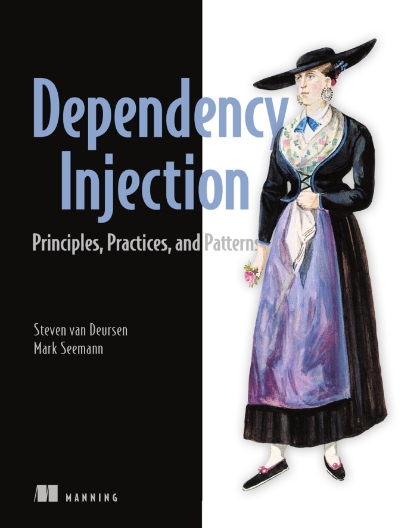 Dependency
Injection
Principles, Practices, and Patterns
Steven van Deursen
Mark Seemann
MANNING